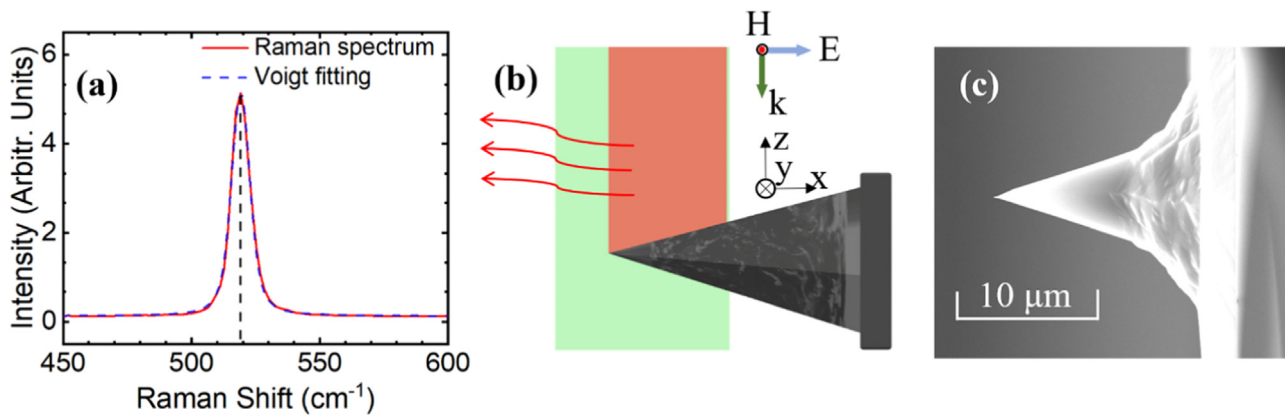 (a)
Raman spectrum
Voigt fitting
Intensity (Arbitr. Units)
6
4
2
0
450
500
550
600
Raman Shift (cm⁻¹)
(b)
H
E
k
z
y
x
(c)
10 μm